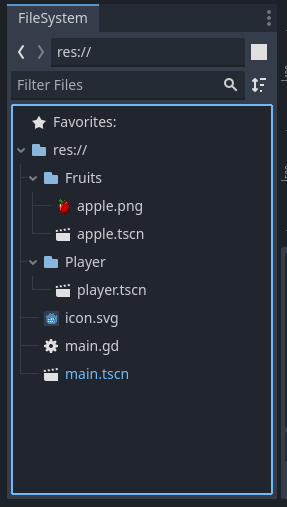 FileSystem
res://
Filter Files
Favorites:
res://
Fruits
apple.png
apple.tscn
Player
player.tscn
icon.svg
main.gd
main.tscn